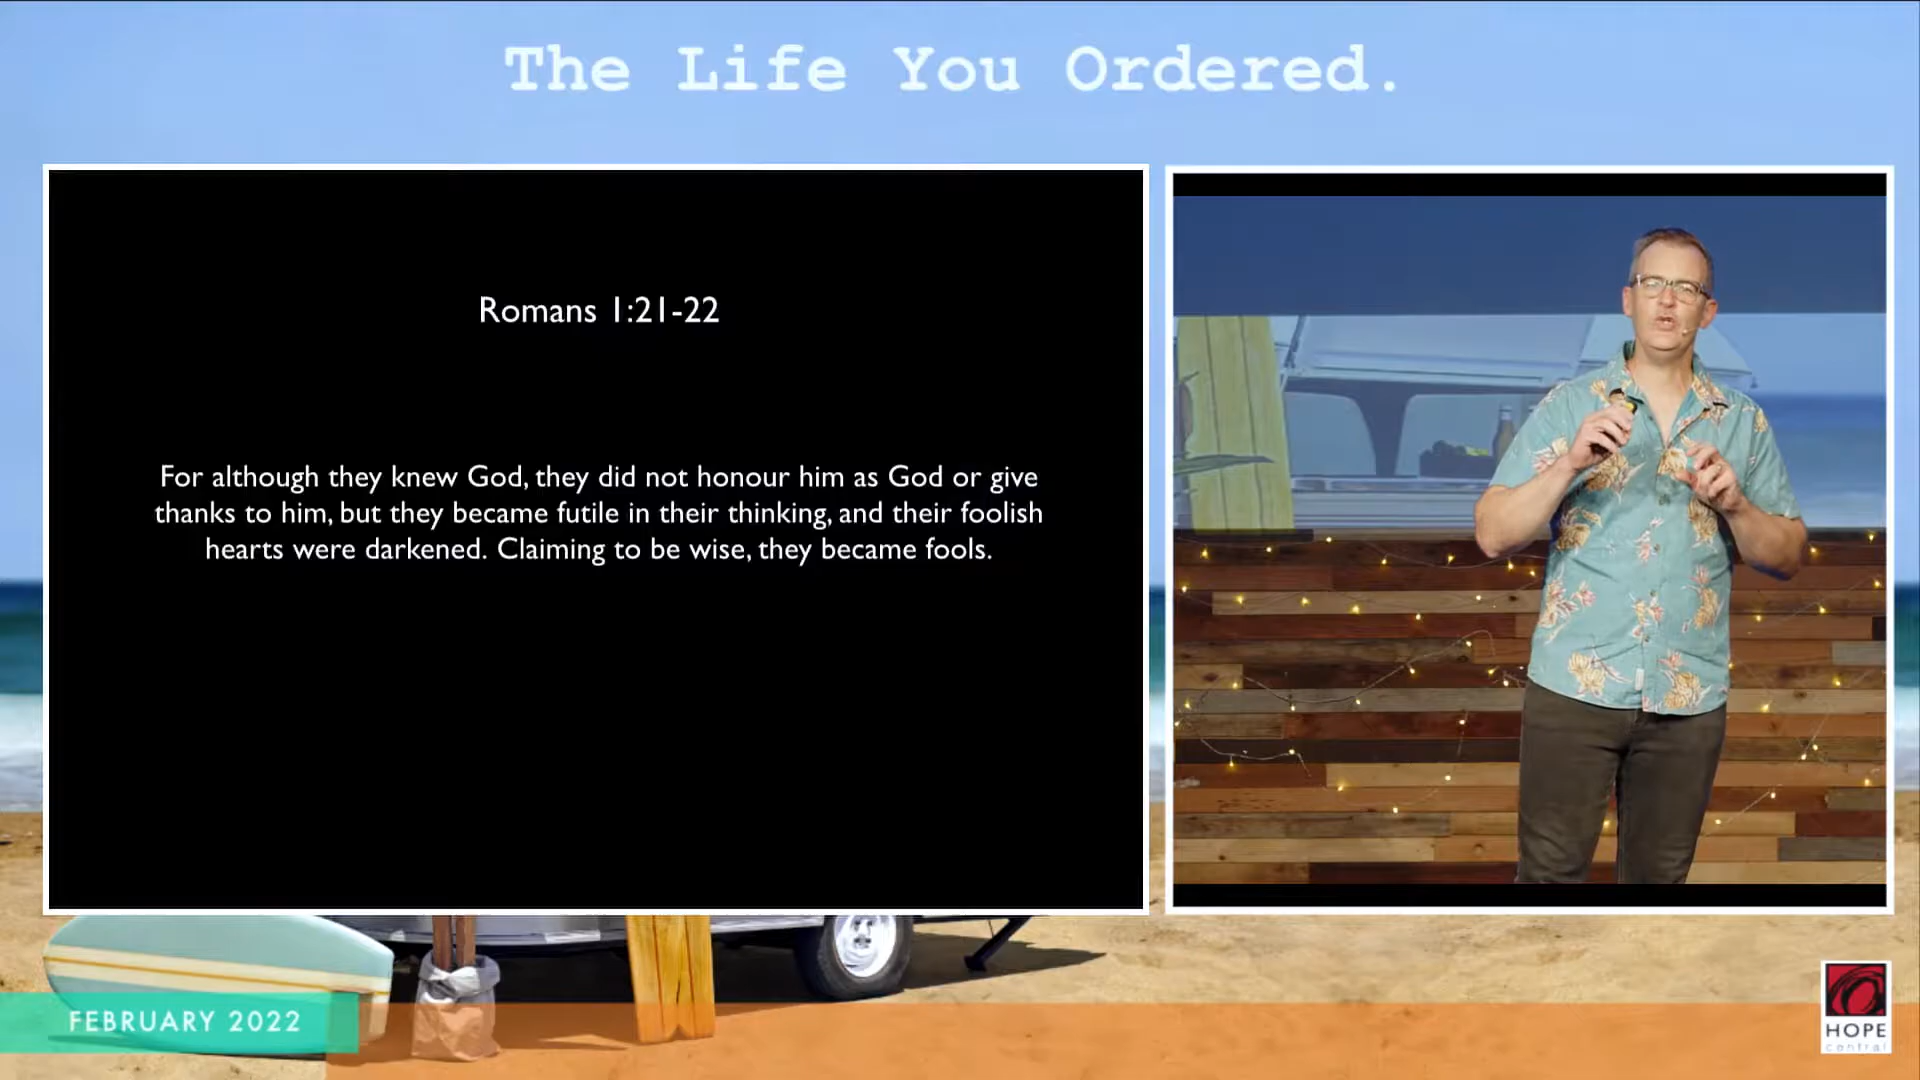 The Life You Ordered.
Romans 1:21-22
For although they knew God, they did not honour him as God or give
thanks to him, but they became futile in their thinking, and their foolish
hearts were darkened. Claiming to be wise, they became fools.
FEBRUARY 2022
HOPE
central